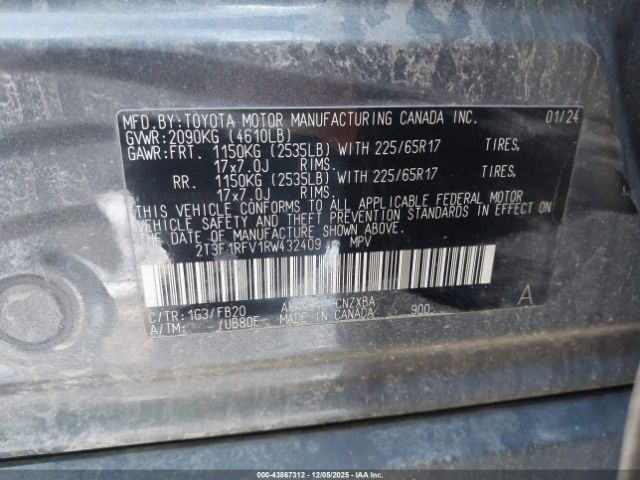 MFD.BY:TOYOTA MOTOR MANUFACTURING CANADA INC. 01/24
GVWR:2090KG (4610LB)
GAWR:FRT. 1150KG (2535LB) WITH 225/65R17 TIRES,
17x7.0J RIMS.
RR. 1150KG (2535LB) WITH 225/65R17 TIRES,
17x7.0J RIMS.
THIS VEHICLE CONFORMS TO ALL APPLICABLE FEDERAL MOTOR
VEHICLE SAFETY AND THEFT PREVENTION STANDARDS IN EFFECT ON
THE DATE OF MANUFACTURE SHOWN ABOVE.
2T3F1RFV1RW432409 MPV
C/TR:1G3/FB20 CNZXBA A
A/TM: /UB80F MADE IN CANADA 900
000-43867312 | 12/05/2025 | Copyright © IAA, LLC